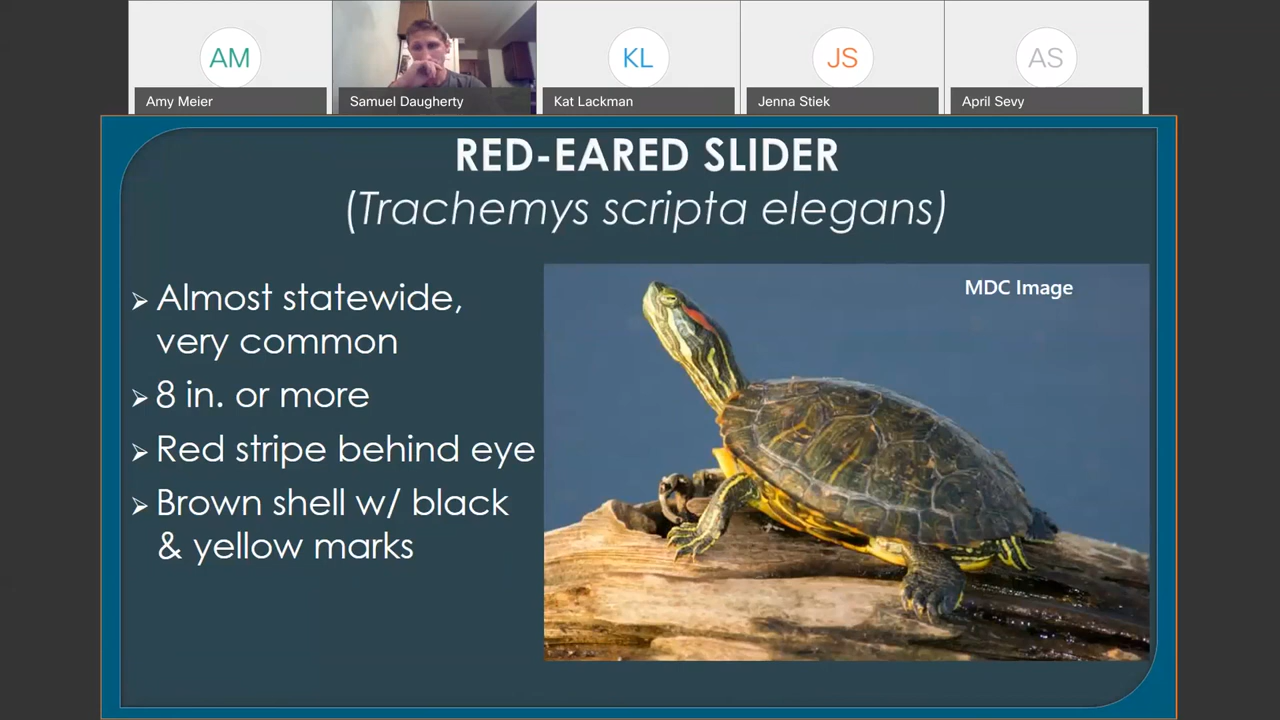 AM
KL
JS
AS
Amy Meier
Samuel Daugherty
Kat Lackman
Jenna Stiek
April Sevy
RED-EARED SLIDER
(Trachemys scripta elegans)
➢ Almost statewide,
very common
➢ 8 in. or more
➢ Red stripe behind eye
➢ Brown shell w/ black
& yellow marks
MDC Image